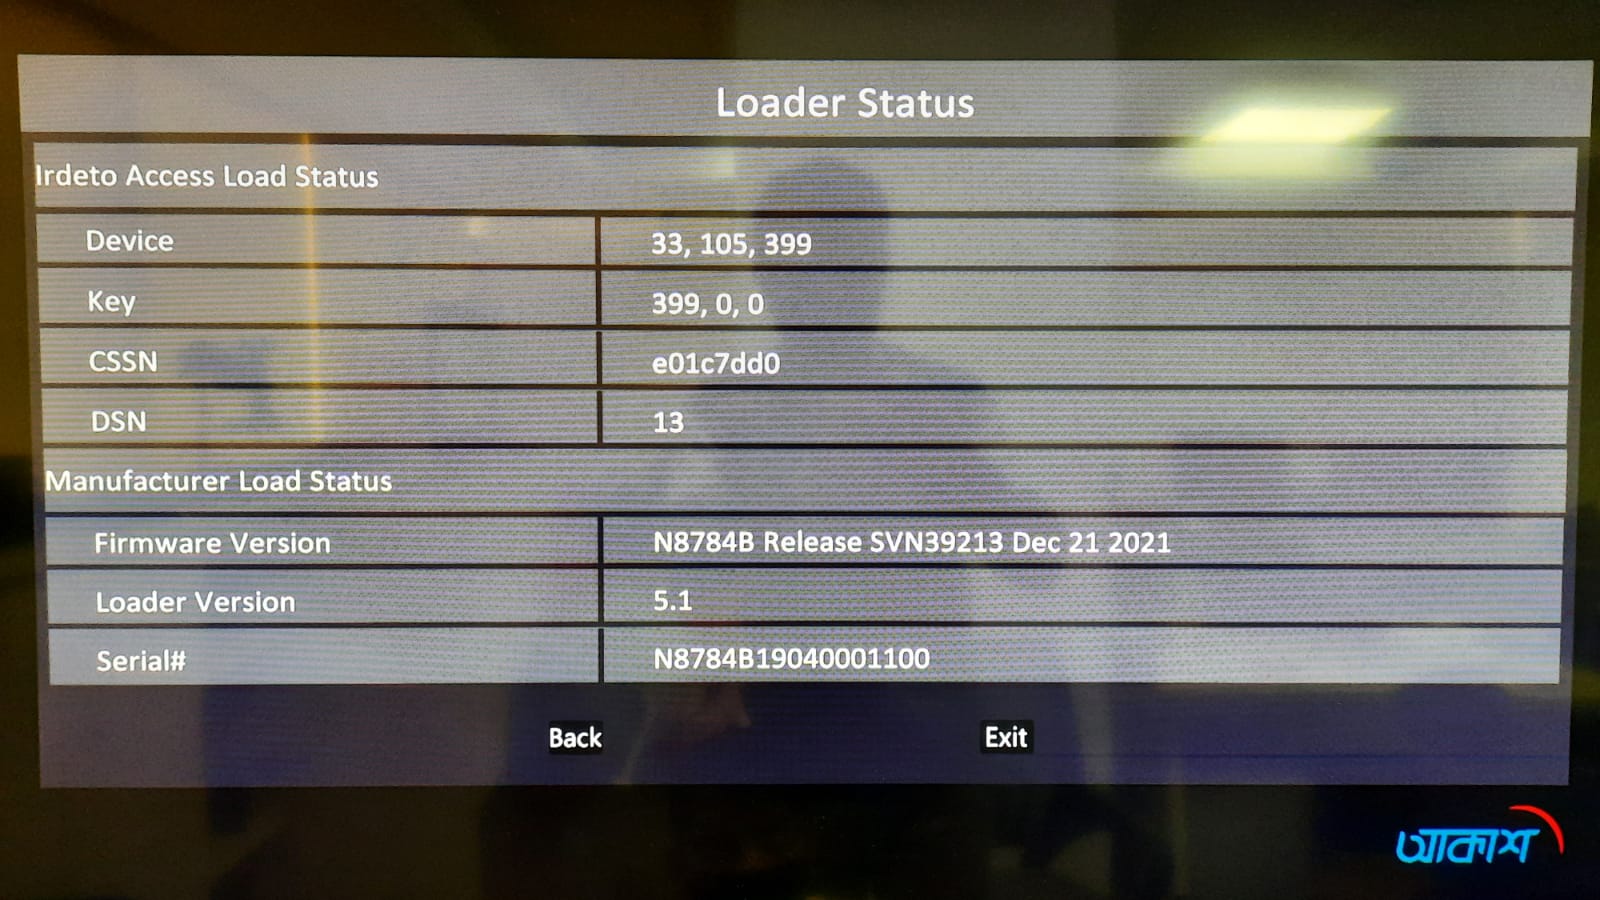 Loader Status
Irdeto Access Load Status
Device 33, 105, 399
Key 399, 0, 0
CSSN e01c7dd0
DSN 13
Manufacturer Load Status
Firmware Version N8784B Release SVN39213 Dec 21 2021
Loader Version 5.1
Serial# N8784B19040001100
Back Exit
আকাশ